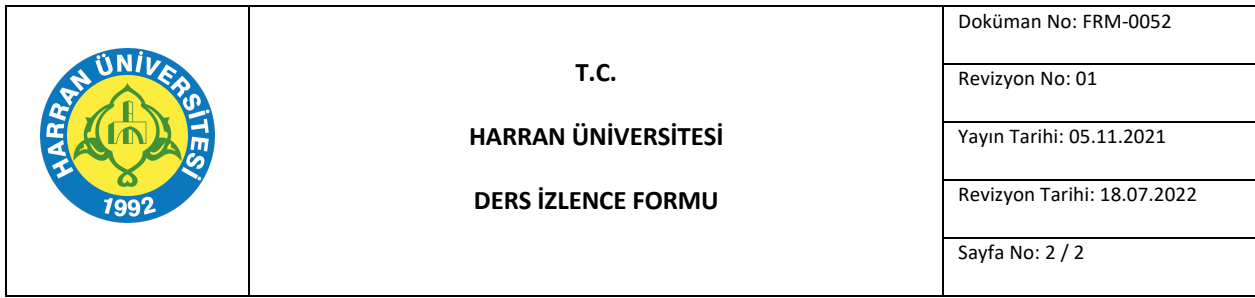 HARRAN ÜNİVERSİTESİ
1992
T.C.
HARRAN ÜNİVERSİTESİ
DERS İZLENCE FORMU
Doküman No: FRM-0052
Revizyon No: 01
Yayın Tarihi: 05.11.2021
Revizyon Tarihi: 18.07.2022
Sayfa No: 2 / 2